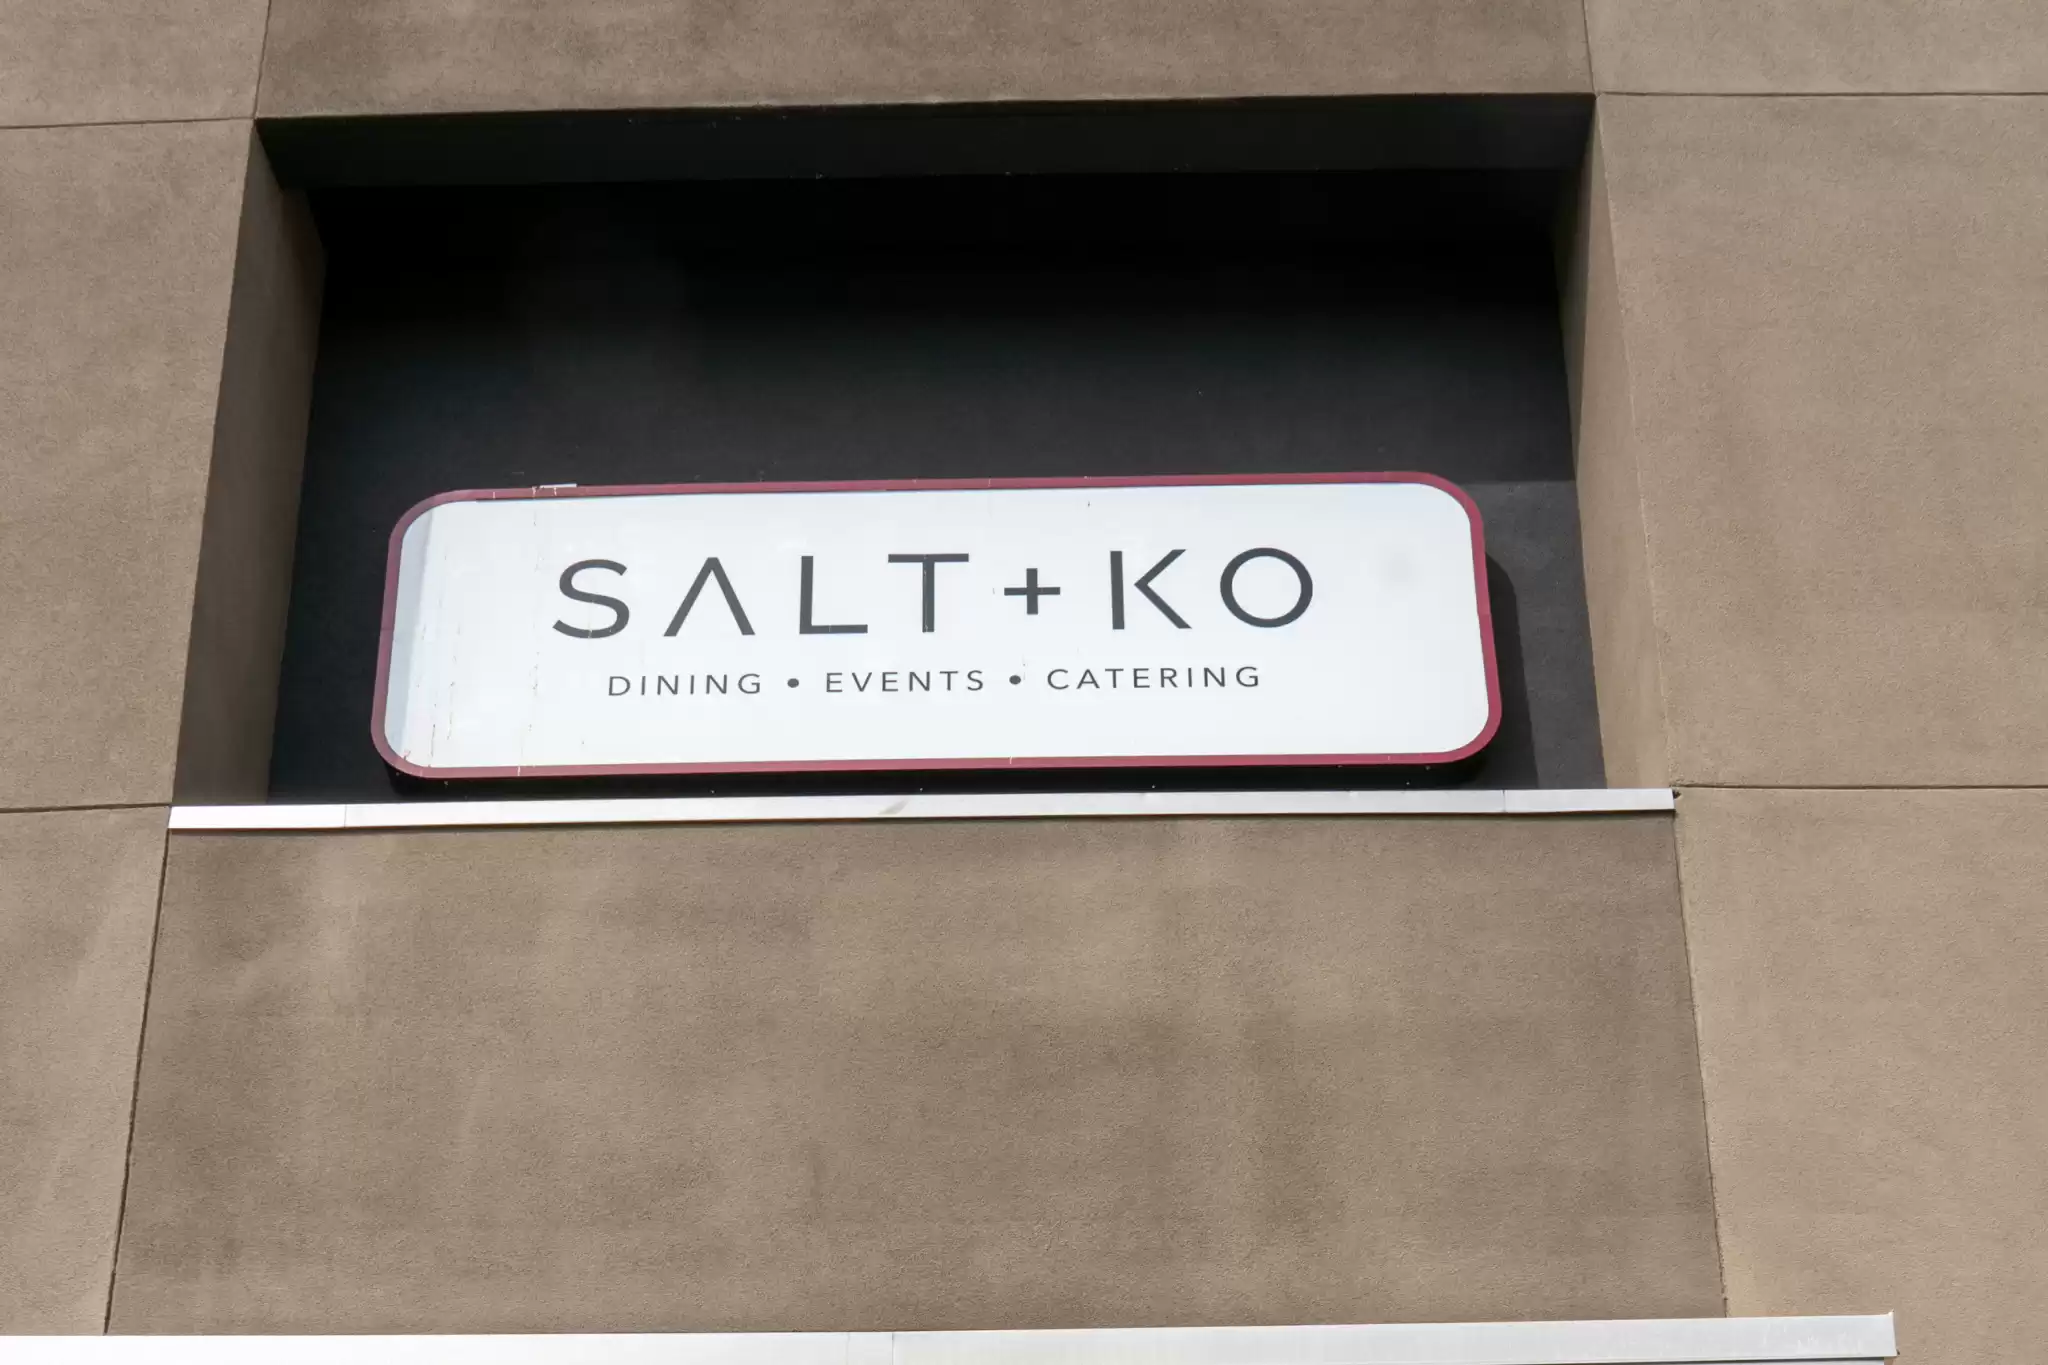 SALT+KO
DINING • EVENTS • CATERING